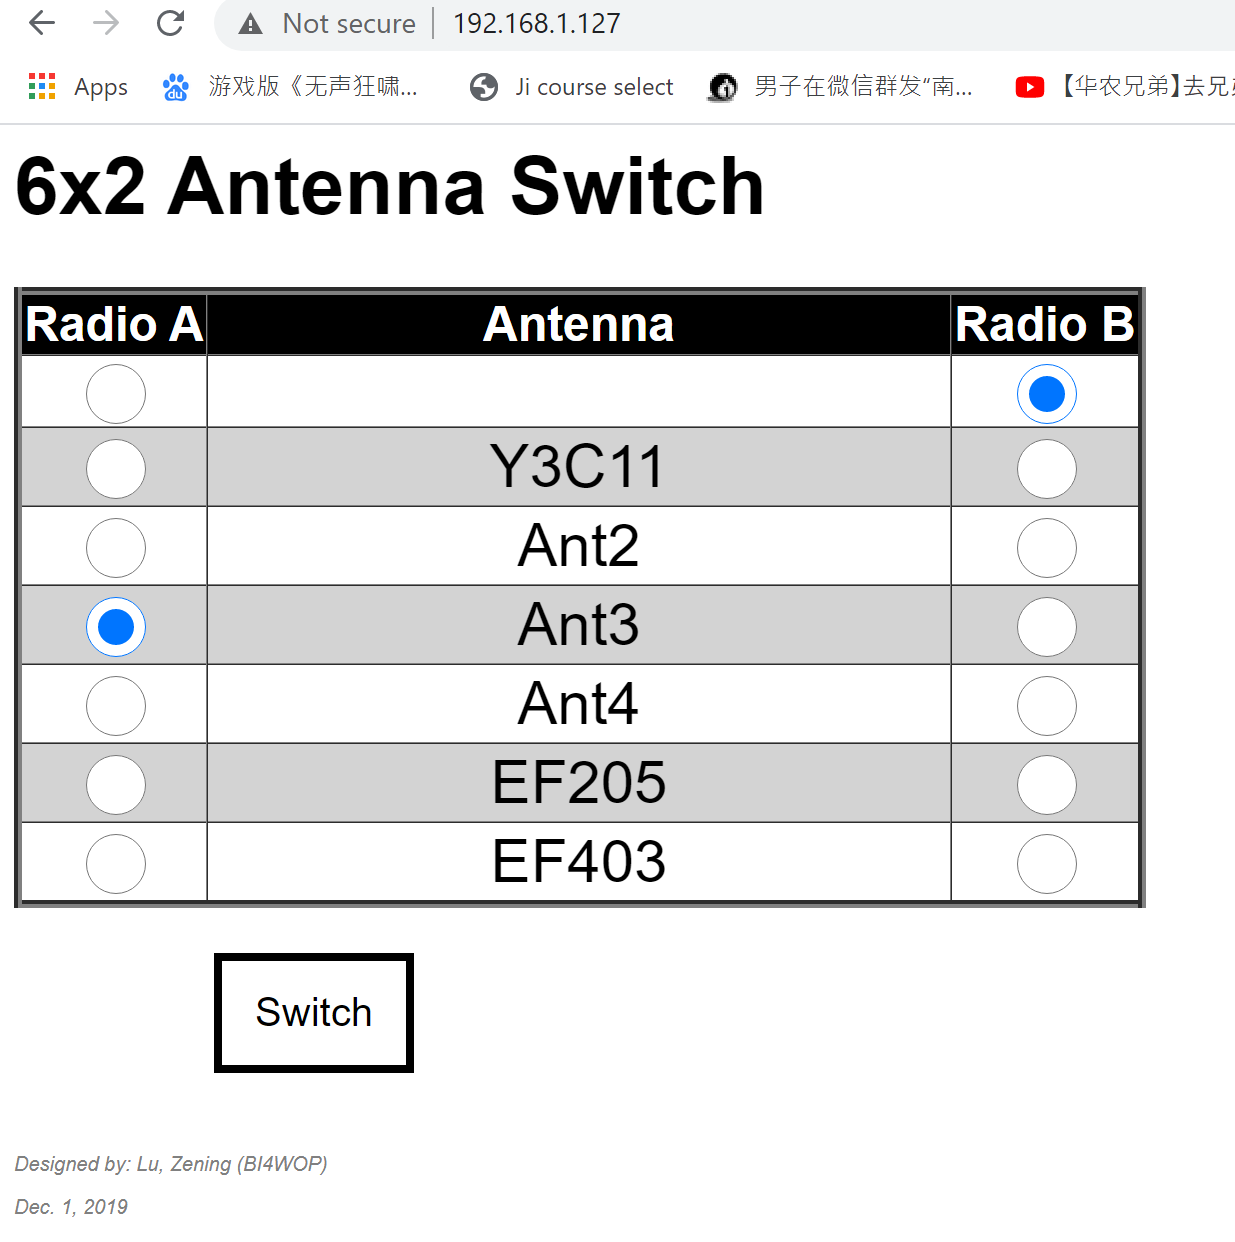 Not secure 192.168.1.127
Apps 游戏版《无声狂啸... Ji course select 男子在微信群发“南... 【华农兄弟】去兄
6x2 Antenna Switch
Radio A Antenna Radio B
Y3C11
Ant2
Ant3
Ant4
EF205
EF403
Switch
Designed by: Lu, Zening (BI4WOP)
Dec. 1, 2019